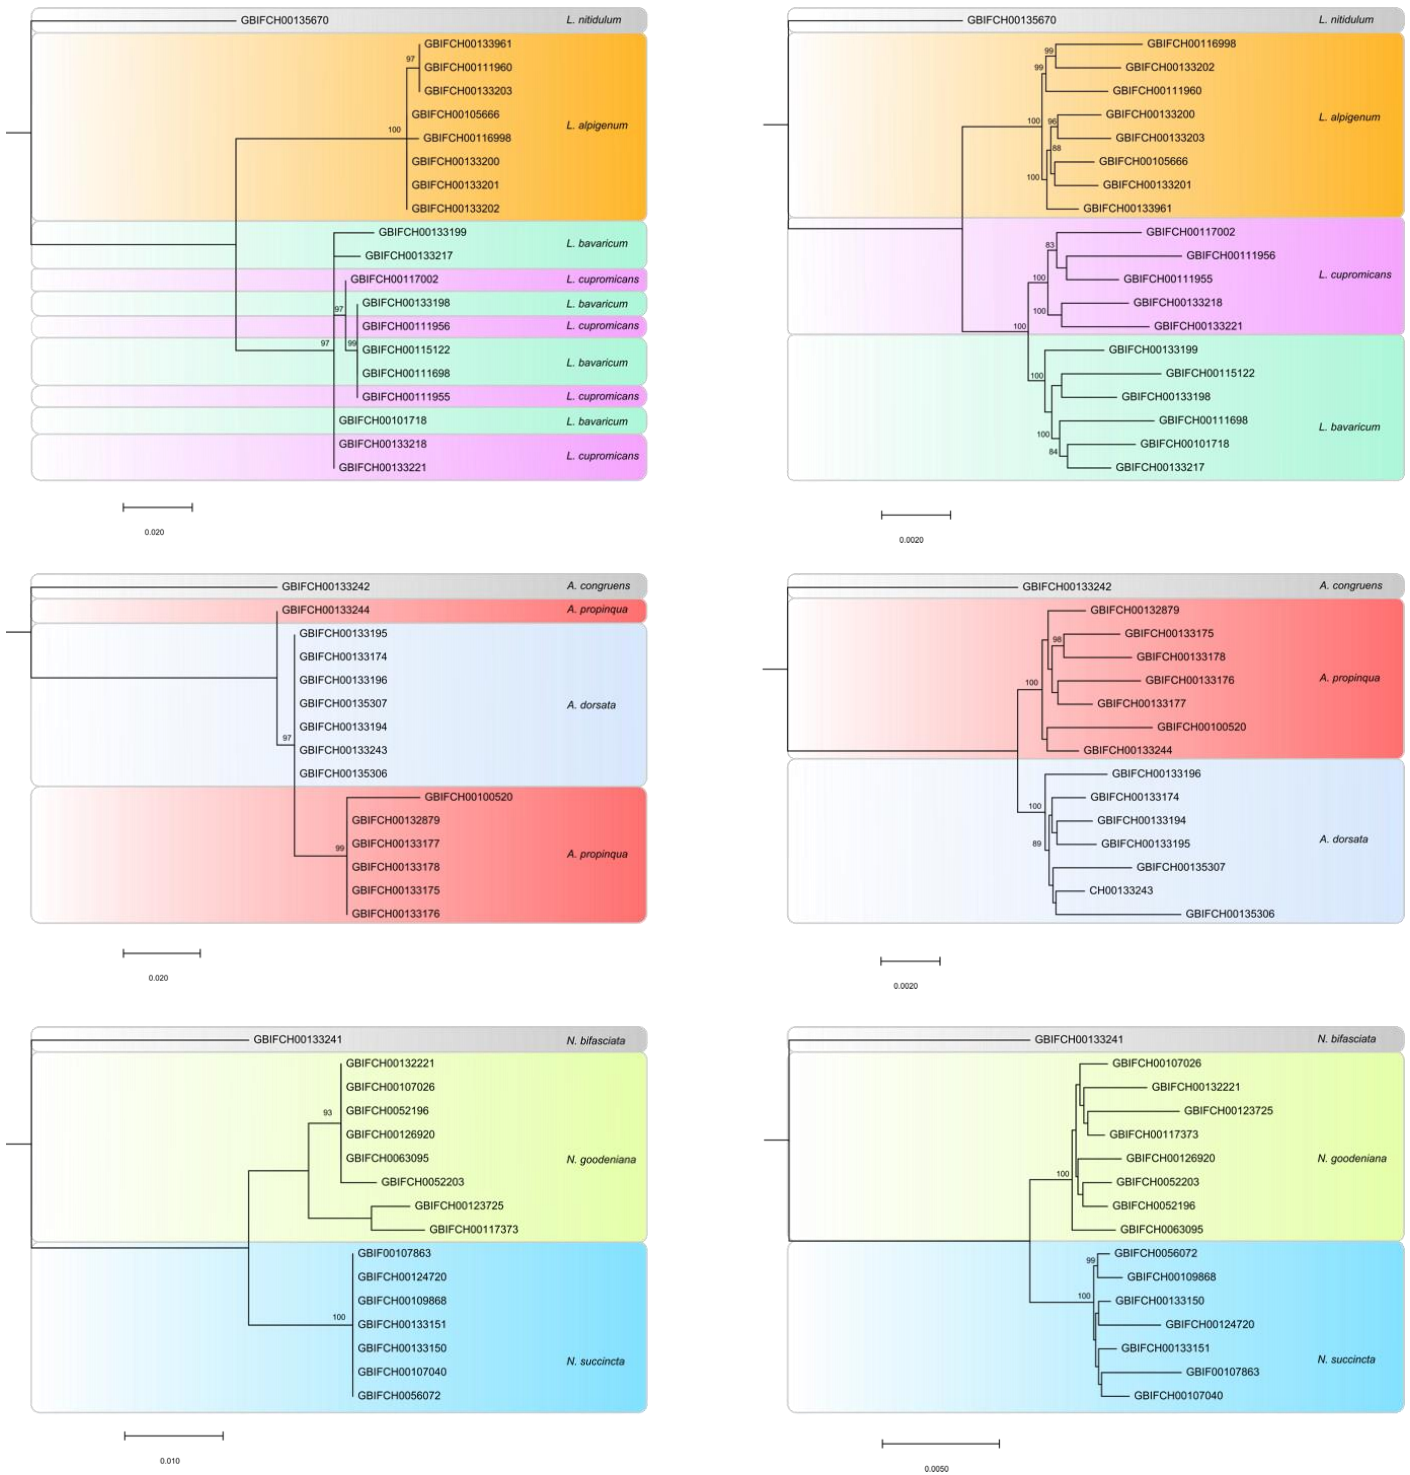 GBIFCH00135670 L. nitidulum
GBIFCH00133961
97
GBIFCH00111960
GBIFCH00133203
GBIFCH00105666
L. alpigenum
100
GBIFCH00116998
GBIFCH00133200
GBIFCH00133201
GBIFCH00133202
GBIFCH00133199
L. bavaricum
GBIFCH00133217
GBIFCH00117002 L. cupromicans
GBIFCH00133198 L. bavaricum
97
GBIFCH00111956 L. cupromicans
97
99
GBIFCH00115122
L. bavaricum
GBIFCH00111698
GBIFCH00111955 L. cupromicans
GBIFCH00101718 L. bavaricum
GBIFCH00133218
L. cupromicans
GBIFCH00133221
0.020
GBIFCH00135670 L. nitidulum
GBIFCH00116998
99
GBIFCH00133202
99
GBIFCH00111960
GBIFCH00133200
L. alpigenum
100
96
GBIFCH00133203
88
GBIFCH00105666
100
GBIFCH00133201
GBIFCH00133961
GBIFCH00117002
83
GBIFCH00111956
L. cupromicans
100
GBIFCH00111955
GBIFCH00133218
100
GBIFCH00133221
100
GBIFCH00133199
100
GBIFCH00115122
GBIFCH00133198
GBIFCH00111698
L. bavaricum
100
GBIFCH00101718
84
GBIFCH00133217
0.0020
GBIFCH00133242 A. congruens
GBIFCH00133244 A. propinqua
GBIFCH00133195
GBIFCH00133174
GBIFCH00133196
GBIFCH00135307 A. dorsata
GBIFCH00133194
97
GBIFCH00133243
GBIFCH00135306
GBIFCH00100520
GBIFCH00132879
GBIFCH00133177
99
A. propinqua
GBIFCH00133178
GBIFCH00133175
GBIFCH00133176
0.020
GBIFCH00133242 A. congruens
GBIFCH00132879
GBIFCH00133175
98
GBIFCH00133178
A. propinqua
100
GBIFCH00133176
GBIFCH00133177
GBIFCH00100520
GBIFCH00133244
GBIFCH00133196
GBIFCH00133174
100
GBIFCH00133194
A. dorsata
89
GBIFCH00133195
GBIFCH00135307
CH00133243
GBIFCH00135306
0.0020
GBIFCH00133241 N. bifasciata
GBIFCH00132221
GBIFCH00107026
93
GBIFCH0052196
GBIFCH00126920
GBIFCH0063095 N. goodeniana
GBIFCH0052203
GBIFCH00123725
GBIFCH00117373
GBIF00107863
GBIFCH00124720
GBIFCH00109868
100
GBIFCH00133151
GBIFCH00133150
N. succincta
GBIFCH00107040
GBIFCH0056072
0.010
GBIFCH00133241 N. bifasciata
GBIFCH00107026
GBIFCH00132221
GBIFCH00123725
GBIFCH00117373
GBIFCH00126920 N. goodeniana
100
GBIFCH0052203
GBIFCH0052196
GBIFCH0063095
GBIFCH0056072
99
GBIFCH00109868
100
GBIFCH00133150
GBIFCH00124720
GBIFCH00133151
N. succincta
GBIF00107863
GBIFCH00107040
0.0050